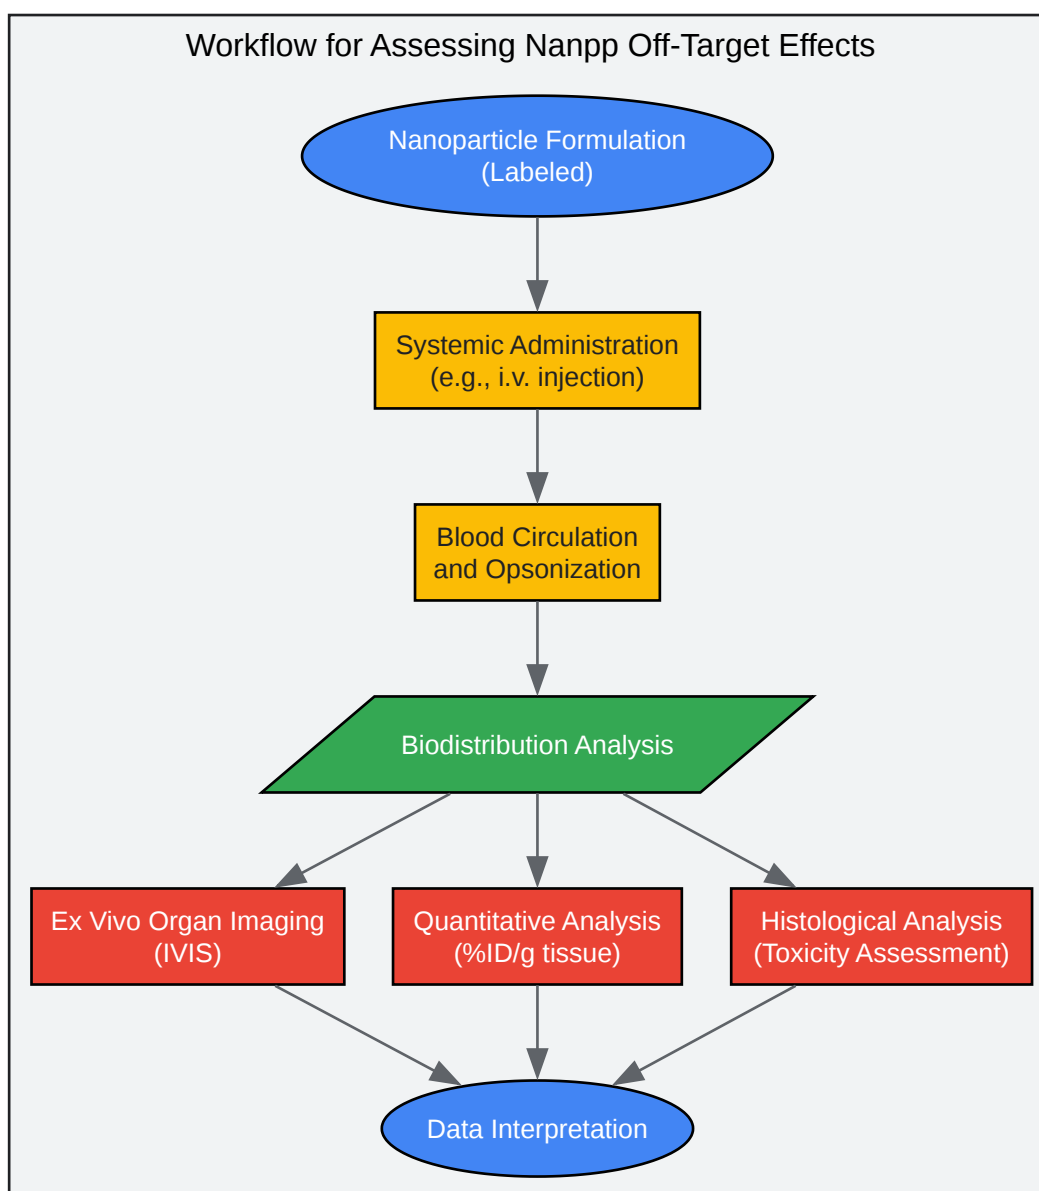 Workflow for Assessing Nanpp Off-Target Effects
Nanoparticle Formulation
(Labeled)
Systemic Administration
(e.g., i.v. injection)
Blood Circulation
and Opsonization
Biodistribution Analysis
Ex Vivo Organ Imaging
(IVIS)
Quantitative Analysis
(%ID/g tissue)
Histological Analysis
(Toxicity Assessment)
Data Interpretation